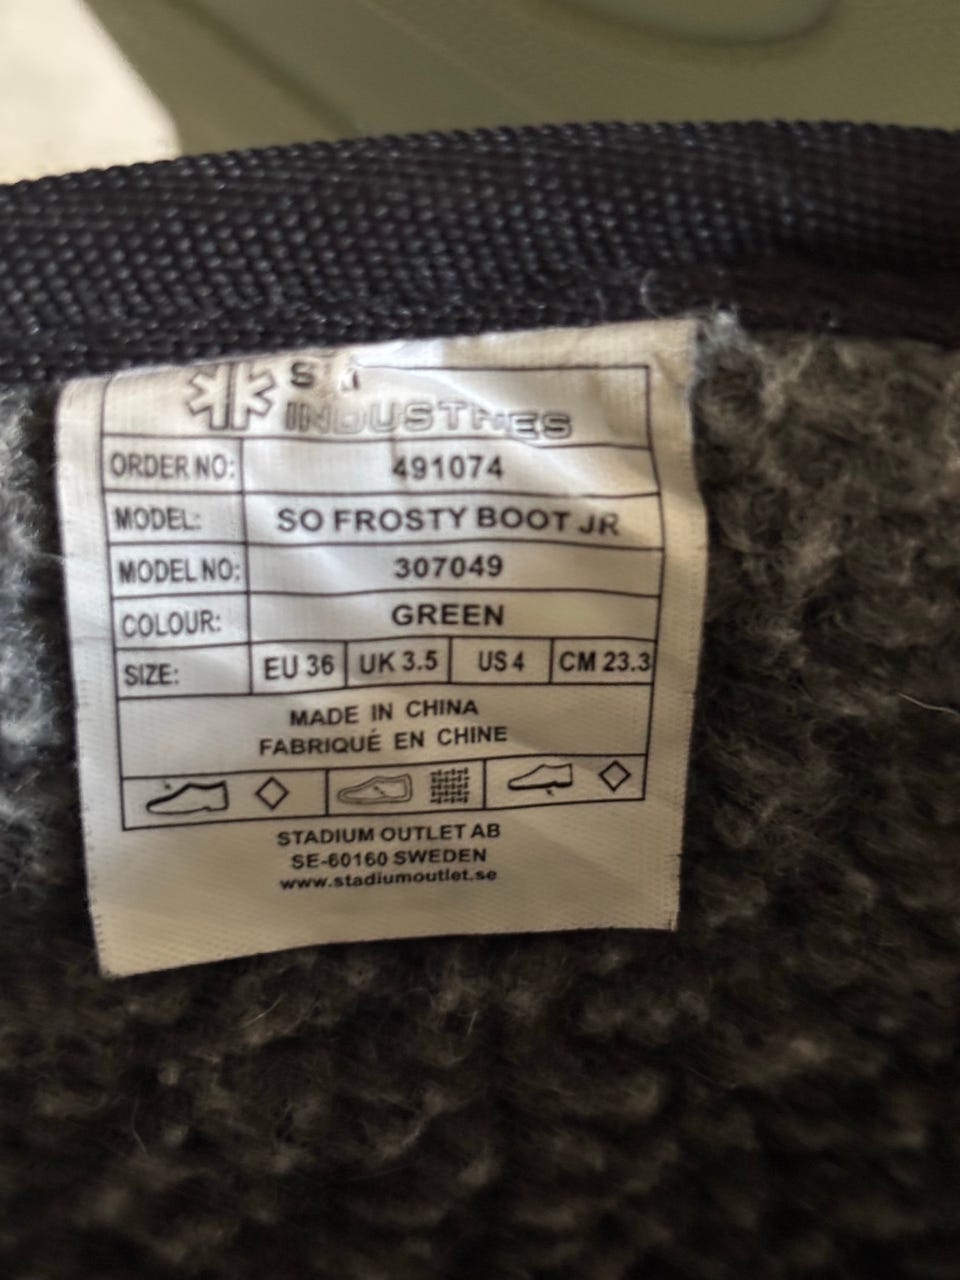 INDUSTRIES
ORDER NO: 491074
MODEL: SO FROSTY BOOT JR
MODEL NO: 307049
COLOUR: GREEN
SIZE: EU 36 UK 3.5 US 4 CM 23.3
MADE IN CHINA
FABRIQUÉ EN CHINE
STADIUM OUTLET AB
SE-60160 SWEDEN
www.stadiumoutlet.se